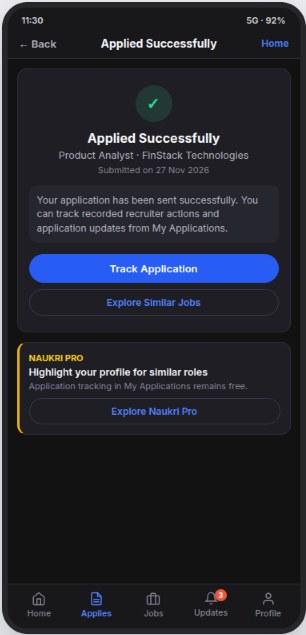 11:30
5G · 92%
← Back
Applied Successfully
Home
✓
Applied Successfully
Product Analyst · FinStack Technologies
Submitted on 27 Nov 2026
Your application has been sent successfully. You
can track recorded recruiter actions and
application updates from My Applications.
Track Application
Explore Similar Jobs
NAUKRI PRO
Highlight your profile for similar roles
Application tracking in My Applications remains free.
Explore Naukri Pro
3
Home
Applies
Jobs
Updates
Profile